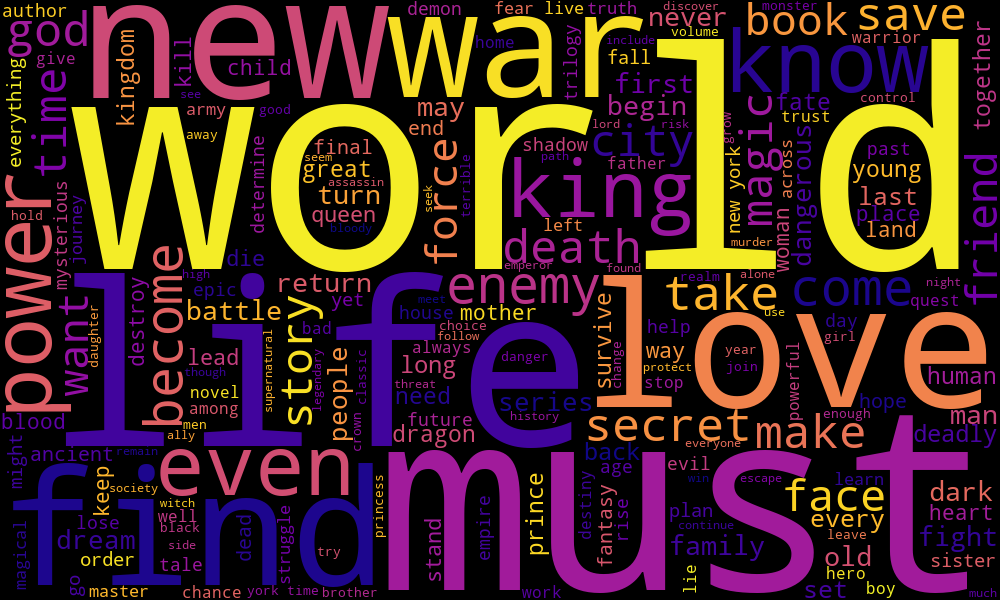 author
god
new
war
demon
fear
live
truth
discover
monster
never
volume
book
save
everything
time
give
kingdom
kill
child
home
include
trilogy
fall
warrior
know
together
see
army
good
away
world
may
end
first
begin
lord
risk
grow
control
fate
trust
magic
across
dangerous
past
young
final
great
seem
assassin
turn
queen
bloody
shadow
path
city
father
king
force
seek
terrible
left
death
new york
murder
woman
last
place
land
friend
power
hold
mysterious
journey
determine
die
emperor
found
realm
alone
night
high
epic
return
yet
enemy
take
use
come
quest
want
daughter
destroy
become
battle
bad
house
meet
mother
choice
follow
always
survive
change
help
way
protect
stop
year
join
powerful
day
girl
life
love
lead
though
novel
among
men
ally
supernatural
story
legendary
people
crown
classic
long
threat
need
danger
series
history
future
dragon
secret
everyone
make
hope
enough
human
man
deadly
blood
might
ancient
remain
even
must
back
age
evil
win
escape
learn
face
every
leave
dark
heart
find
keep
society
witch
well
black
side
tale
lose
dream
order
master
magical
go
dead
struggle
try
princess
stand
empire
prince
destiny
fantasy
rise
plan
continue
family
lie
old
hero
boy
set
fight
sister
chance
york time
brother
work
much